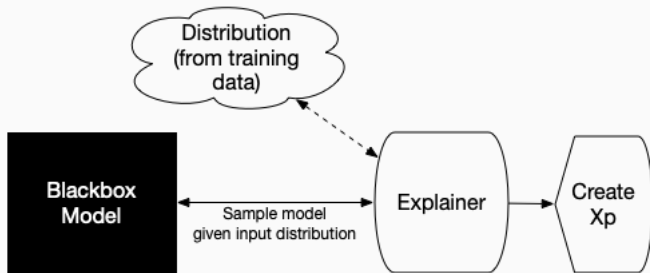 Distribution
(from training
data)
Blackbox
Model
Sample model
given input distribution
Explainer
Create
Xp